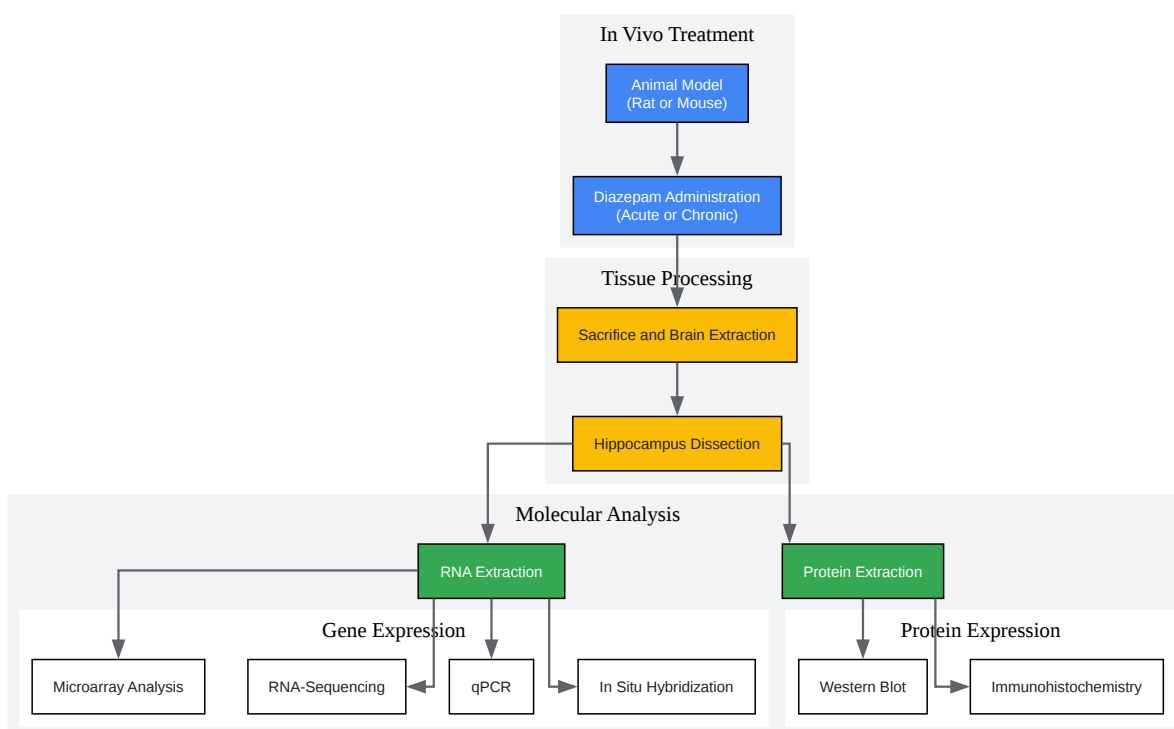 In Vivo Treatment
Animal Model
(Rat or Mouse)
Diazepam Administration
(Acute or Chronic)
Tissue Processing
Sacrifice and Brain Extraction
Hippocampus Dissection
Molecular Analysis
RNA Extraction
Protein Extraction
Gene Expression
Protein Expression
Microarray Analysis
RNA-Sequencing
qPCR
In Situ Hybridization
Western Blot
Immunohistochemistry